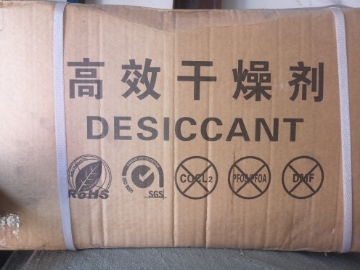 高效干燥剂
DESICCANT
RoHS
SGS
COCL2
PFOS PFOA
DMF